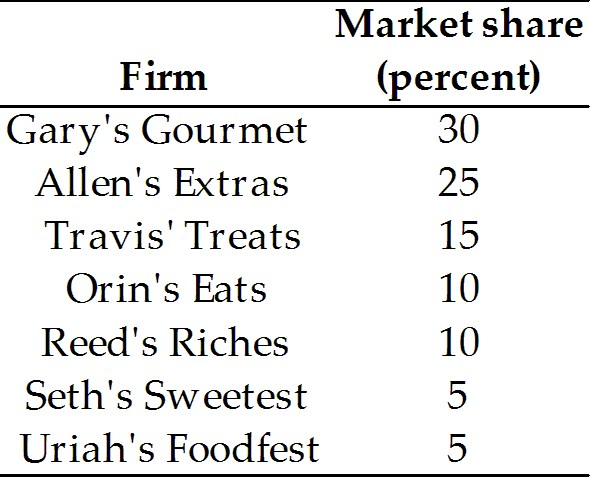 Firm Market share (percent)
Gary's Gourmet 30
Allen's Extras 25
Travis' Treats 15
Orin's Eats 10
Reed's Riches 10
Seth's Sweetest 5
Uriah's Foodfest 5